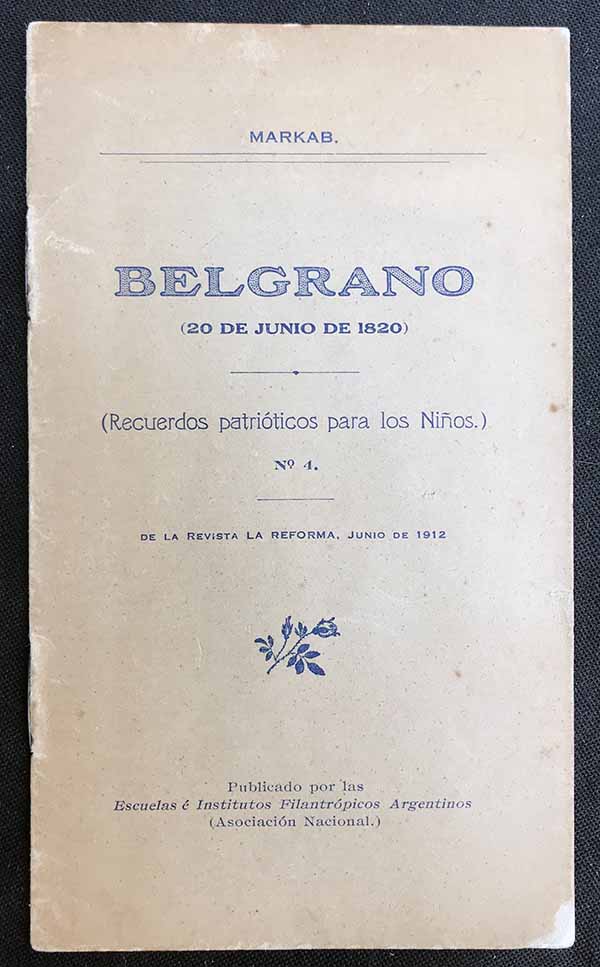 MARKAB.
BELGRANO
(20 DE JUNIO DE 1820)
(Recuerdos patrióticos para los Niños.)
Nº 4.
DE LA REVISTA LA REFORMA, JUNIO DE 1912
Publicado por las
Escuelas é Institutos Filantrópicos Argentinos
(Asociación Nacional.)